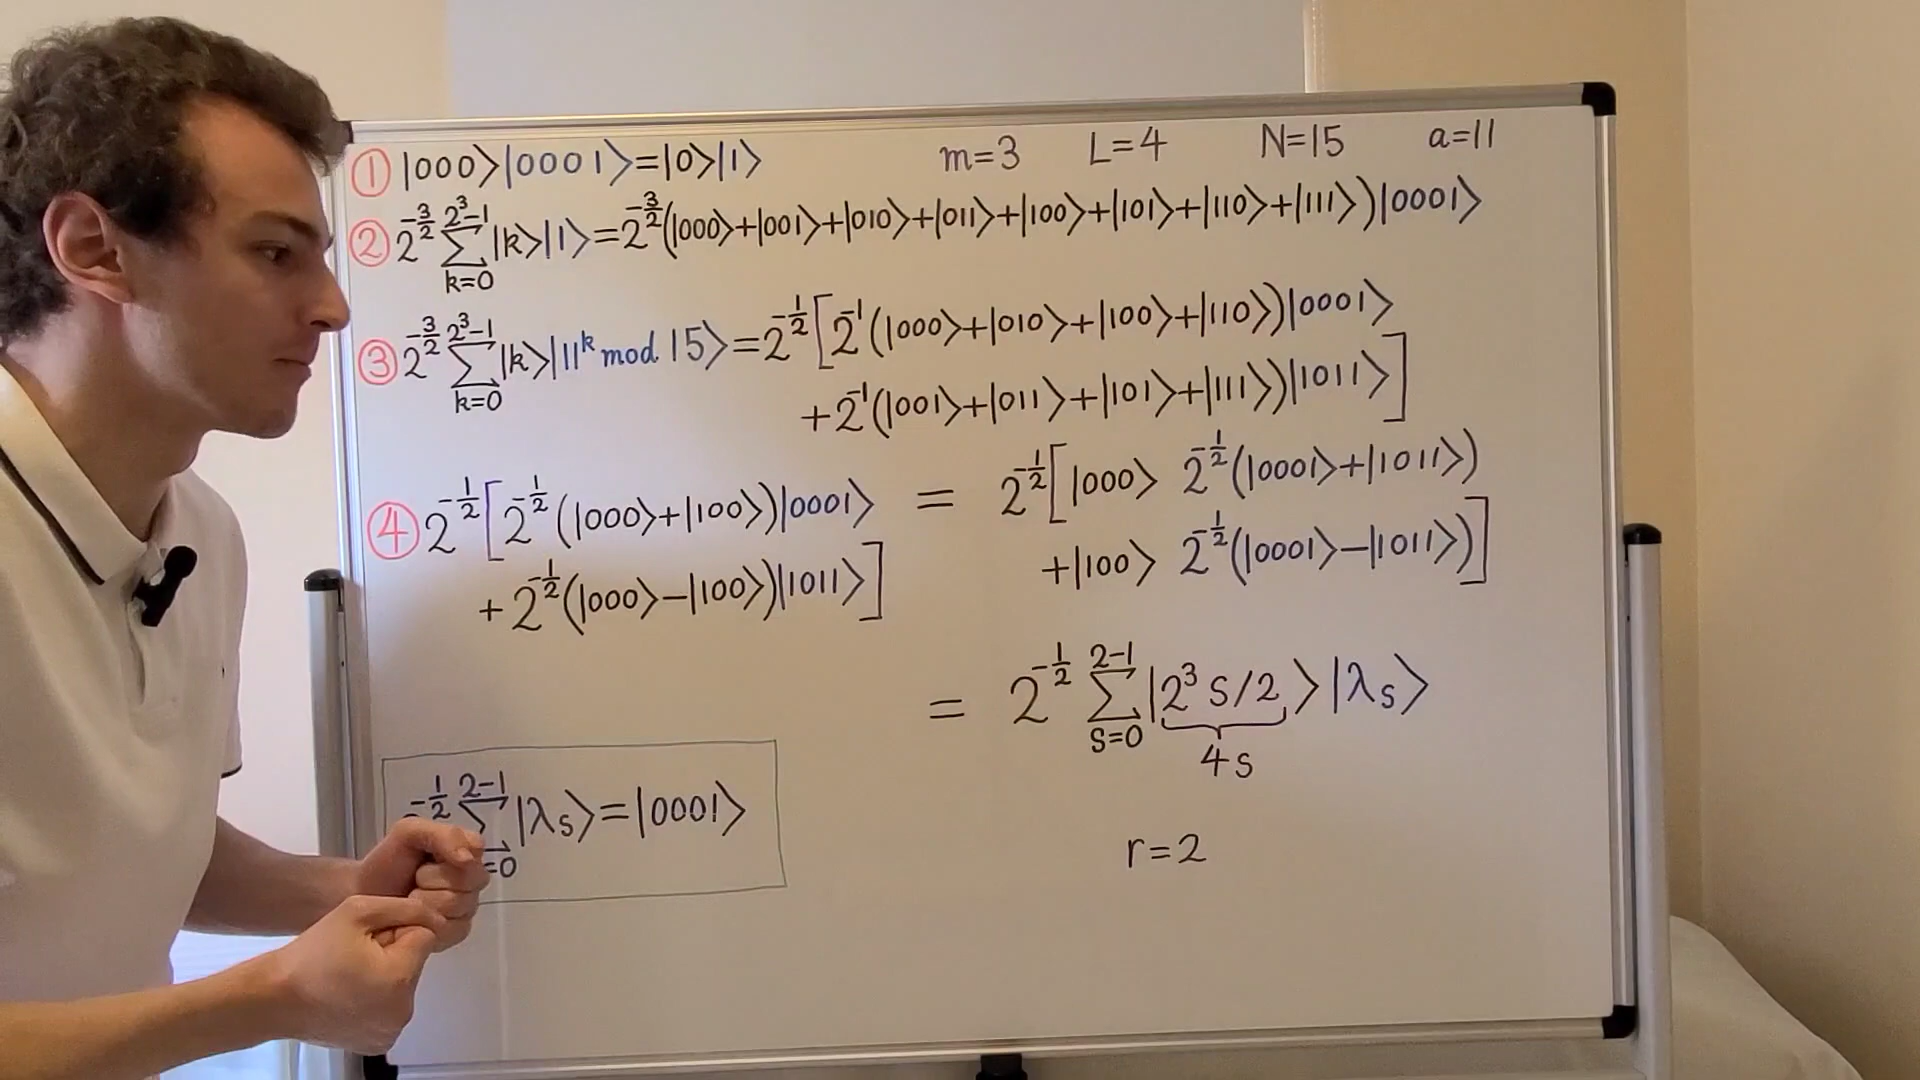 ① |000⟩|0001⟩=|0⟩|1⟩ m=3 L=4 N=15 a=11
② 2^{-3/2} ∑_{k=0}^{2^3-1} |k⟩|1⟩=2^{-3/2}(|000⟩+|001⟩+|010⟩+|011⟩+|100⟩+|101⟩+|110⟩+|111⟩)|0001⟩
③ 2^{-3/2} ∑_{k=0}^{2^3-1} |k⟩|11^k mod 15⟩=2^{-1/2}[2^{-1}(|000⟩+|010⟩+|100⟩+|110⟩)|0001⟩
+2^{-1}(|001⟩+|011⟩+|101⟩+|111⟩)|1011⟩]
④ 2^{-1/2}[2^{-1/2}(|000⟩+|100⟩)|0001⟩ = 2^{-1/2}[|000⟩ 2^{-1/2}(|0001⟩+|1011⟩)
+2^{-1/2}(|000⟩-|100⟩)|1011⟩] +|100⟩ 2^{-1/2}(|0001⟩-|1011⟩)]
= 2^{-1/2} ∑_{s=0}^{2-1} |2^3 s/2⟩|λ_s⟩
4s
^{-1/2} ∑_{=0}^{2-1} |λ_s⟩=|0001⟩
r=2